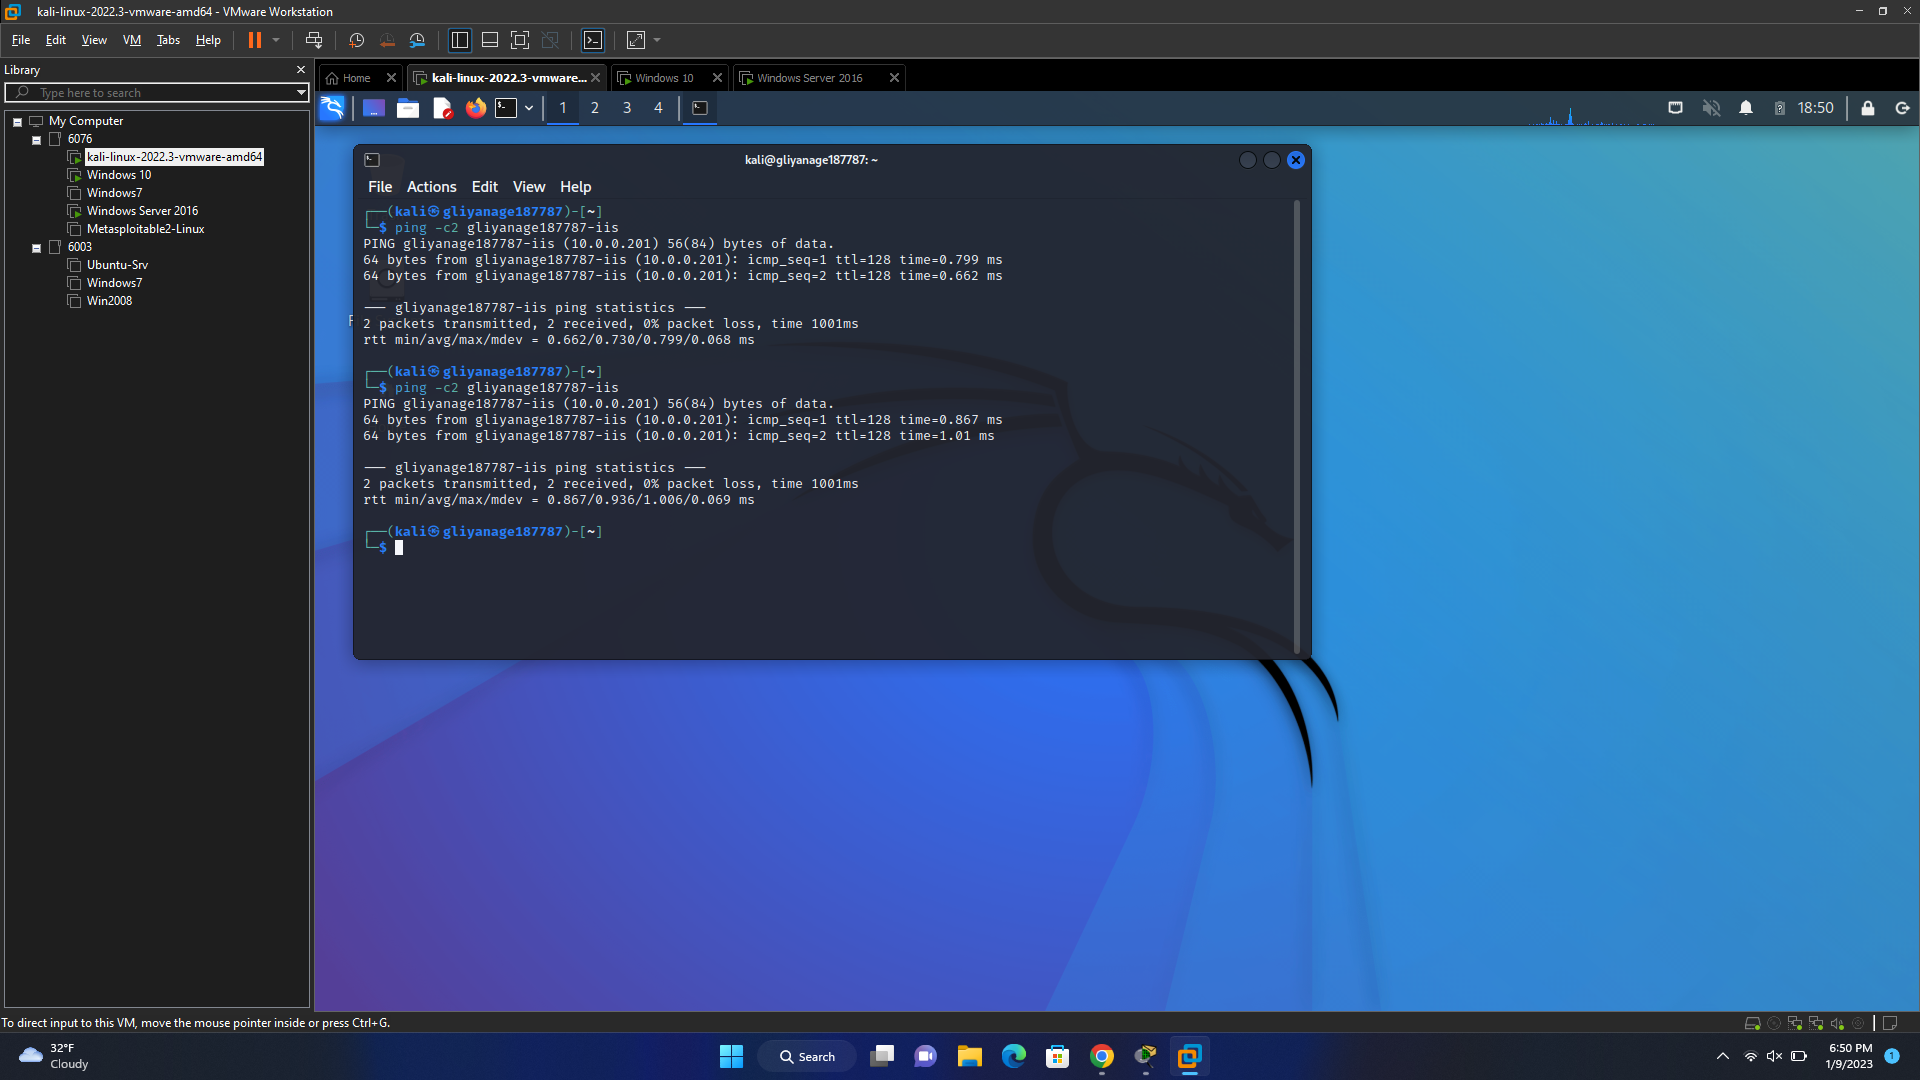 kali-linux-2022.3-vmware-amd64 - VMware Workstation
File Edit View VM Tabs Help
Library
Type here to search
My Computer
6076
kali-linux-2022.3-vmware-amd64
Windows 10
Windows7
Windows Server 2016
Metasploitable2-Linux
6003
Ubuntu-Srv
Windows7
Win2008
Home
kali-linux-2022.3-vmware...
Windows 10
Windows Server 2016
1 2 3 4
18:50
kali@gliyanage187787: ~
File Actions Edit View Help
┌──(kali㉿gliyanage187787)-[~]
└─$ ping -c2 gliyanage187787-iis
PING gliyanage187787-iis (10.0.0.201) 56(84) bytes of data.
64 bytes from gliyanage187787-iis (10.0.0.201): icmp_seq=1 ttl=128 time=0.799 ms
64 bytes from gliyanage187787-iis (10.0.0.201): icmp_seq=2 ttl=128 time=0.662 ms
--- gliyanage187787-iis ping statistics ---
2 packets transmitted, 2 received, 0% packet loss, time 1001ms
rtt min/avg/max/mdev = 0.662/0.730/0.799/0.068 ms
┌──(kali㉿gliyanage187787)-[~]
└─$ ping -c2 gliyanage187787-iis
PING gliyanage187787-iis (10.0.0.201) 56(84) bytes of data.
64 bytes from gliyanage187787-iis (10.0.0.201): icmp_seq=1 ttl=128 time=0.867 ms
64 bytes from gliyanage187787-iis (10.0.0.201): icmp_seq=2 ttl=128 time=1.01 ms
--- gliyanage187787-iis ping statistics ---
2 packets transmitted, 2 received, 0% packet loss, time 1001ms
rtt min/avg/max/mdev = 0.867/0.936/1.006/0.069 ms
┌──(kali㉿gliyanage187787)-[~]
└─$
To direct input to this VM, move the mouse pointer inside or press Ctrl+G.
32°F
Cloudy
Search
6:50 PM
1/9/2023
1